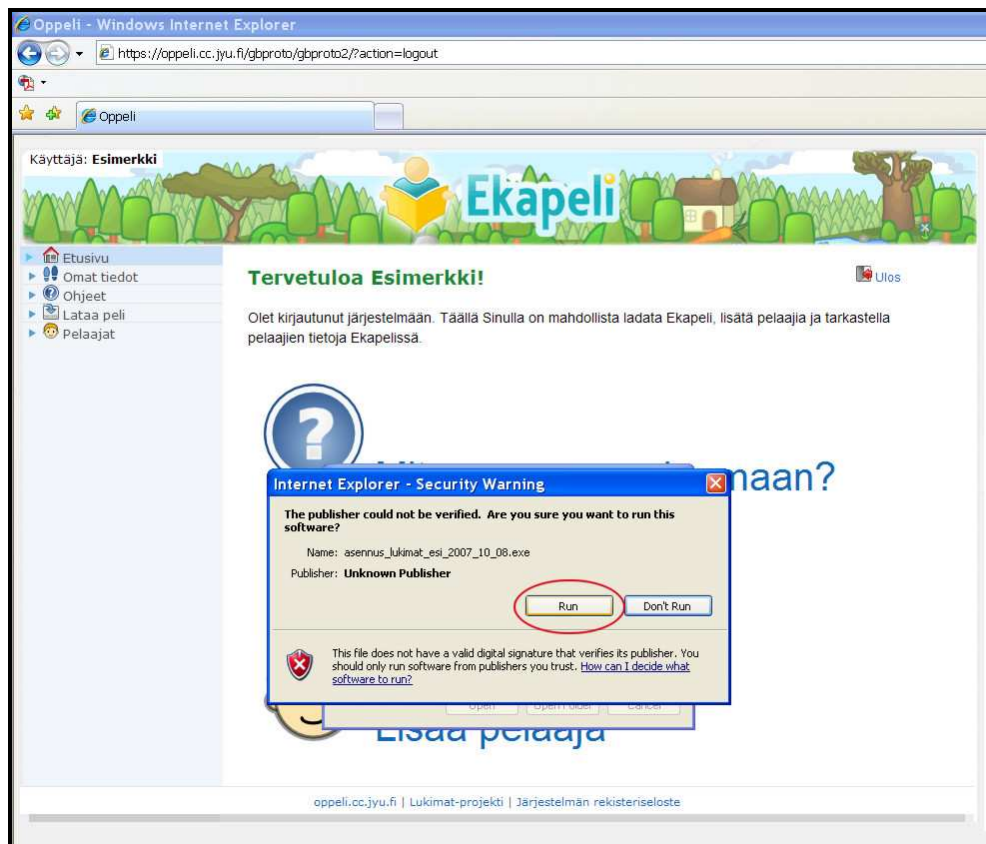 Oppeli - Windows Internet Explorer
https://oppeli.cc.jyu.fi/gbproto/gbproto2/?action=logout
Oppeli
Käyttäjä: Esimerkki
Ekapeli
Etusivu
Omat tiedot
Ohjeet
Lataa peli
Pelaajat
Tervetuloa Esimerkki!
Ulos
Olet kirjautunut järjestelmään. Täällä Sinulla on mahdollista ladata Ekapeli, lisätä pelaajia ja tarkastella
pelaajien tietoja Ekapelissä.
?
naan?
Internet Explorer - Security Warning
The publisher could not be verified. Are you sure you want to run this
software?
Name: asennus_lukimat_esi_2007_10_08.exe
Publisher: Unknown Publisher
Run Don't Run
This file does not have a valid digital signature that verifies its publisher. You
should only run software from publishers you trust. How can I decide what
software to run?
Open Open Folder Cancel
Lisää pelaaja
oppeli.cc.jyu.fi | Lukimat-projekti | Järjestelmän rekisteriseloste